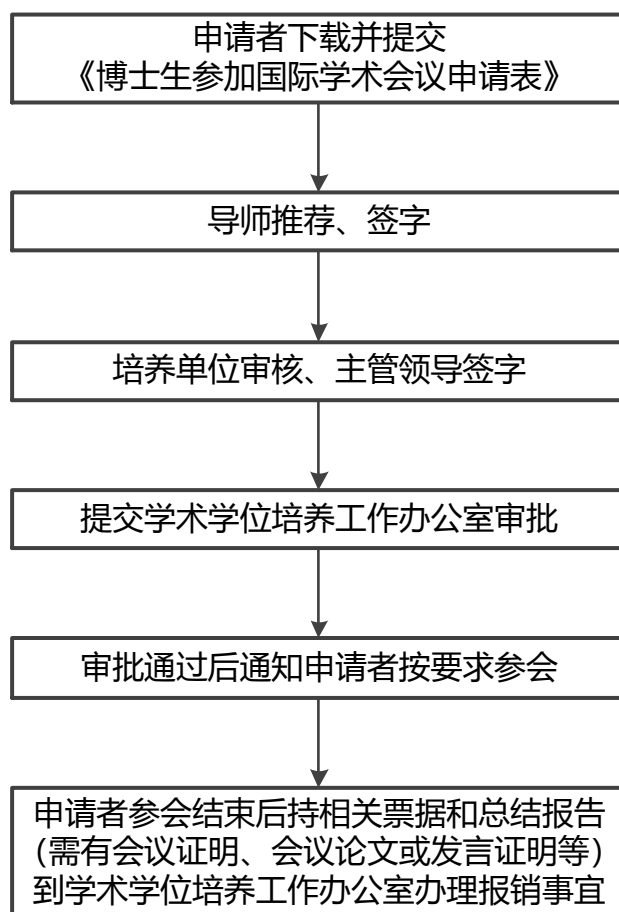 申请者下载并提交
《博士生参加国际学术会议申请表》
导师推荐、签字
培养单位审核、主管领导签字
提交学术学位培养工作办公室审批
审批通过后通知申请者按要求参会
申请者参会结束后持相关票据和总结报告
（需有会议证明、会议论文或发言证明等）
到学术学位培养工作办公室办理报销事宜